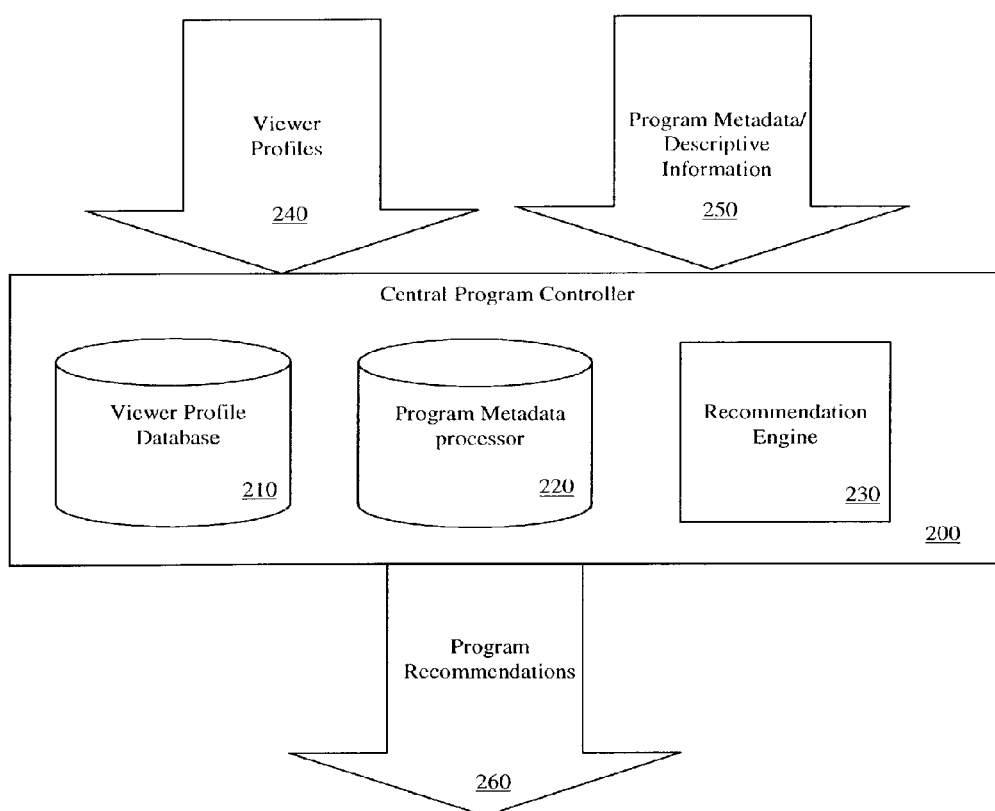 Viewer
Profiles
240
Program Metadata/
Descriptive
Information
250
Central Program Controller
Viewer Profile
Database
210
Program Metadata
processor
220
Recommendation
Engine
230
200
Program
Recommendations
260